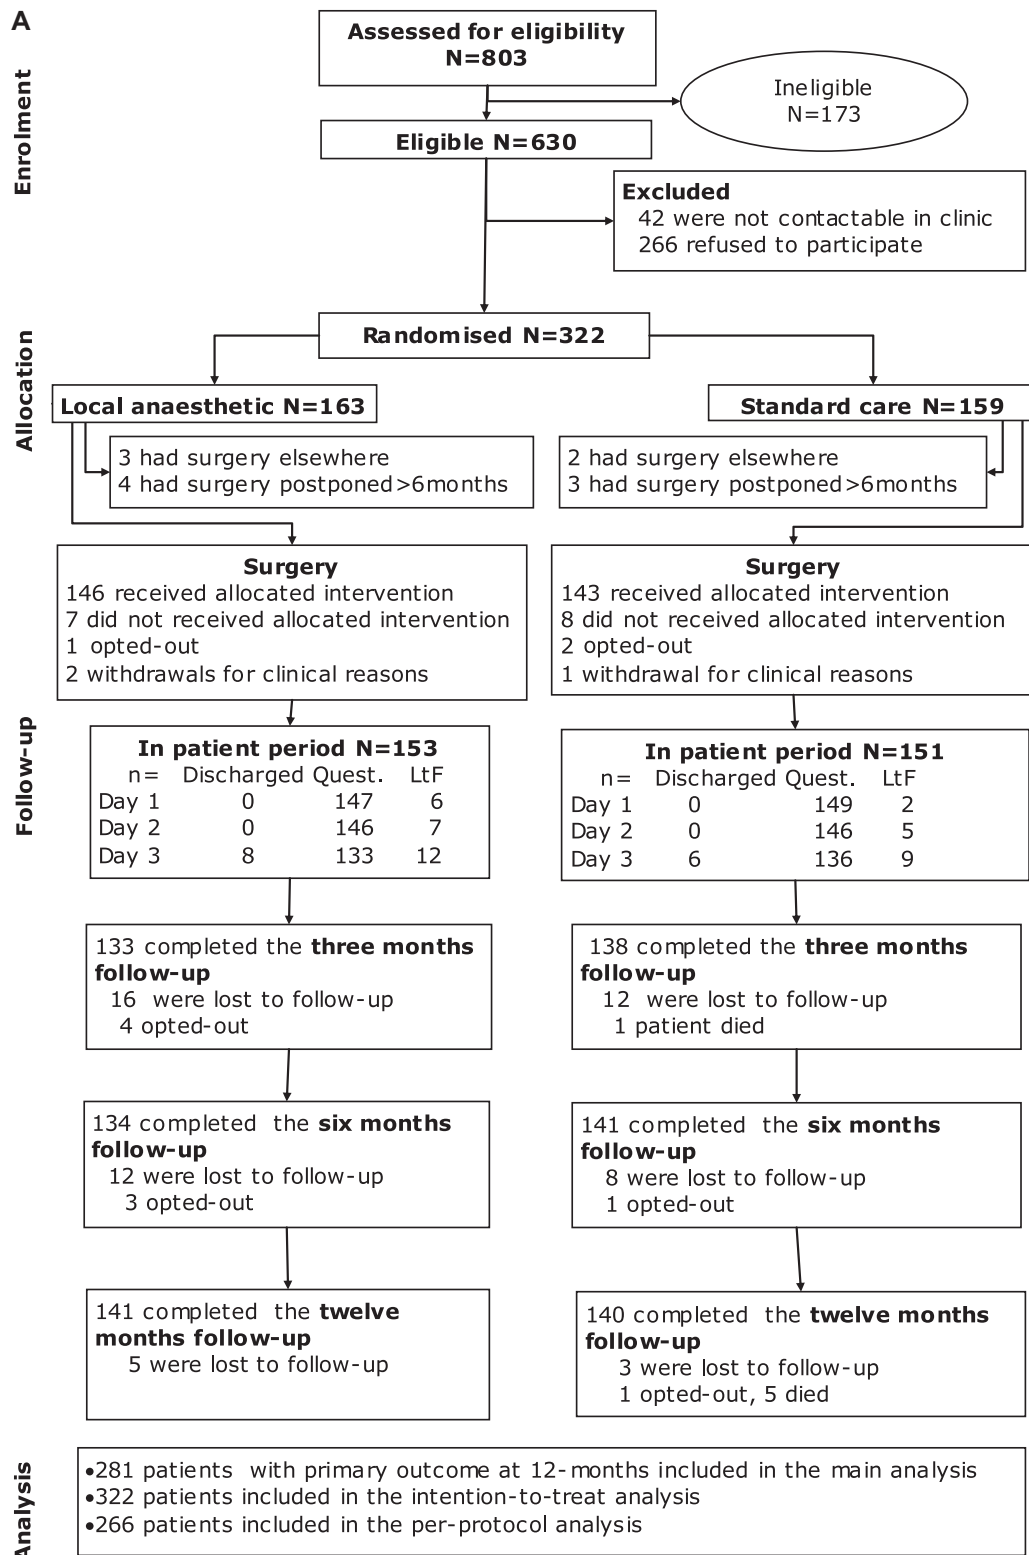 A
Enrolment
Assessed for eligibility
N=803
Ineligible
N=173
Eligible N=630
Excluded
42 were not contactable in clinic
266 refused to participate
Allocation
Randomised N=322
Local anaesthetic N=163
Standard care N=159
3 had surgery elsewhere
4 had surgery postponed>6months
2 had surgery elsewhere
3 had surgery postponed>6months
Surgery
146 received allocated intervention
7 did not received allocated intervention
1 opted-out
2 withdrawals for clinical reasons
Surgery
143 received allocated intervention
8 did not received allocated intervention
2 opted-out
1 withdrawal for clinical reasons
Follow-up
In patient period N=153
n= Discharged Quest. LtF
Day 1 0 147 6
Day 2 0 146 7
Day 3 8 133 12
In patient period N=151
n= Discharged Quest. LtF
Day 1 0 149 2
Day 2 0 146 5
Day 3 6 136 9
133 completed the three months
follow-up
16 were lost to follow-up
4 opted-out
138 completed the three months
follow-up
12 were lost to follow-up
1 patient died
134 completed the six months
follow-up
12 were lost to follow-up
3 opted-out
141 completed the six months
follow-up
8 were lost to follow-up
1 opted-out
141 completed the twelve
months follow-up
5 were lost to follow-up
140 completed the twelve months
follow-up
3 were lost to follow-up
1 opted-out, 5 died
Analysis
•281 patients with primary outcome at 12-months included in the main analysis
•322 patients included in the intention-to-treat analysis
•266 patients included in the per-protocol analysis